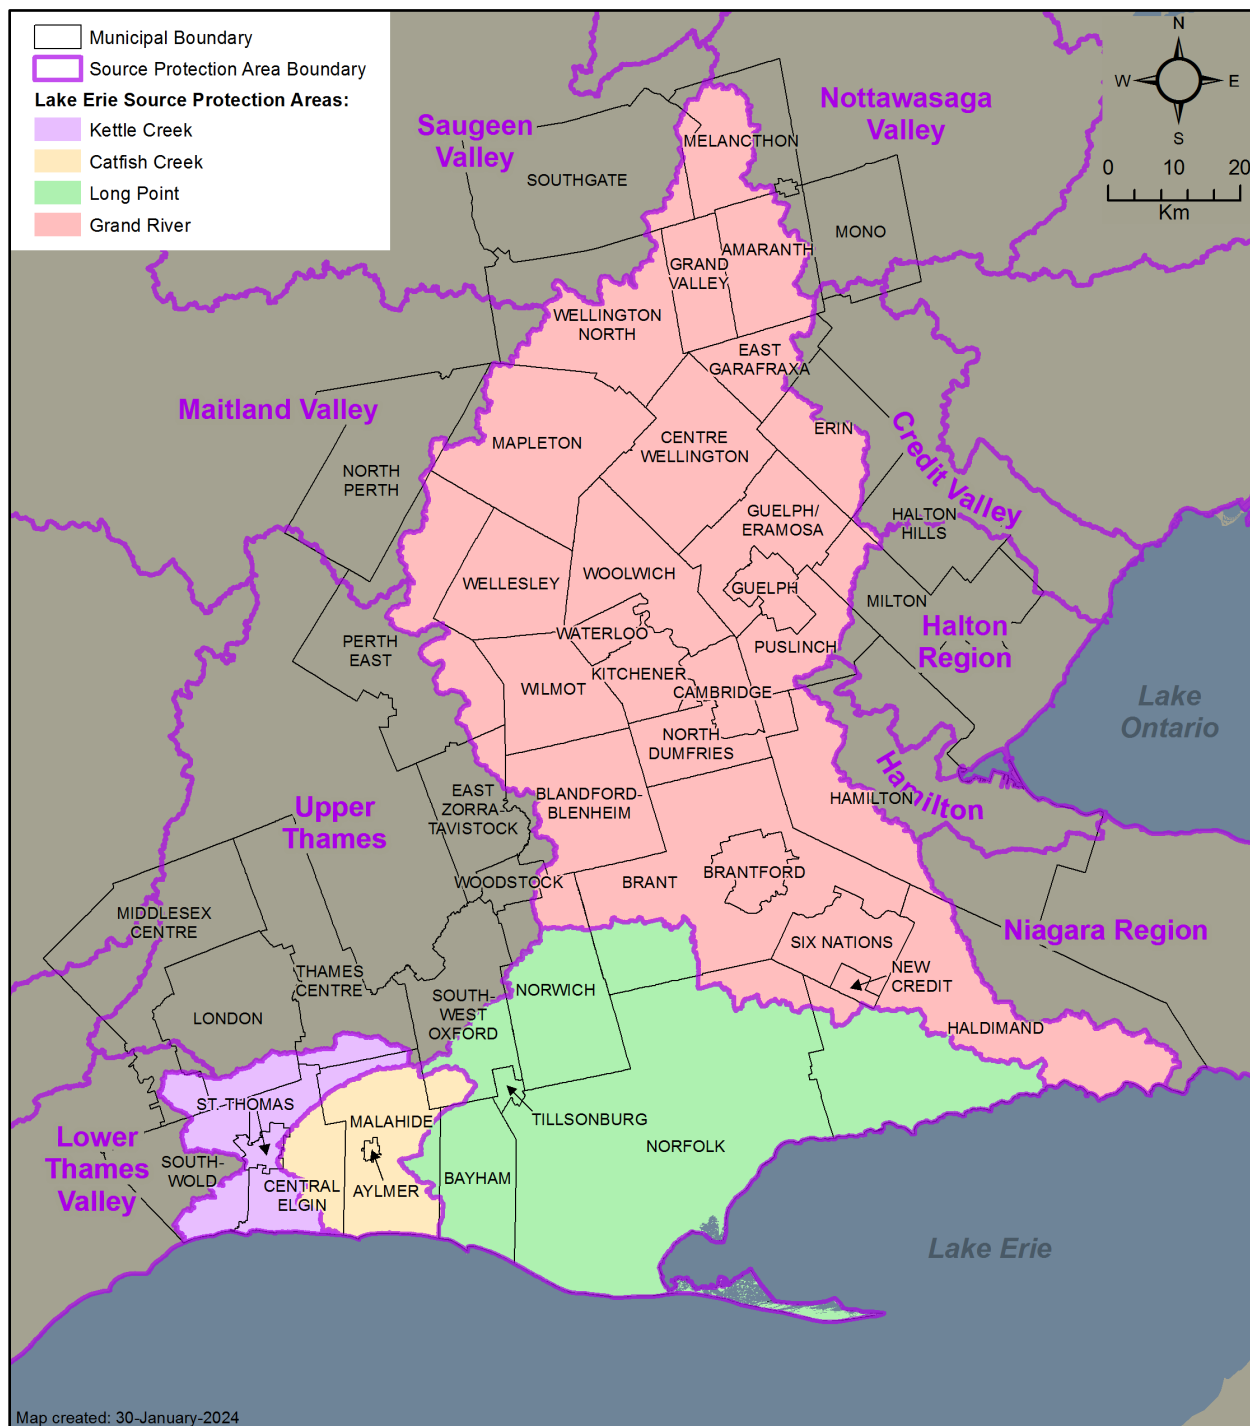 Municipal Boundary
Source Protection Area Boundary
Lake Erie Source Protection Areas:
Kettle Creek
Catfish Creek
Long Point
Grand River
N
W
E
S
0 10 20
Km
Saugeen
Valley
Nottawasaga
Valley
MELANCTHON
SOUTHGATE
MONO
AMARANTH
GRAND
VALLEY
WELLINGTON
NORTH
EAST
GARAFRAXA
Maitland Valley
ERIN
Credit Valley
MAPLETON
CENTRE
WELLINGTON
NORTH
PERTH
GUELPH/
ERAMOSA
HALTON
HILLS
WELLESLEY
WOOLWICH
GUELPH
MILTON
Halton
Region
WATERLOO
PERTH
EAST
PUSLINCH
KITCHENER
WILMOT
CAMBRIDGE
Lake
Ontario
NORTH
DUMFRIES
Hamilton
HAMILTON
Upper
Thames
EAST
ZORRA-
TAVISTOCK
BLANDFORD-
BLENHEIM
WOODSTOCK
BRANT
BRANTFORD
MIDDLESEX
CENTRE
SIX NATIONS
Niagara Region
NEW
CREDIT
THAMES
CENTRE
NORWICH
SOUTH-
WEST
OXFORD
LONDON
HALDIMAND
ST. THOMAS
MALAHIDE
TILLSONBURG
NORFOLK
Lower
Thames
Valley
SOUTH-
WOLD
CENTRAL
ELGIN
AYLMER
BAYHAM
Lake Erie
Map created: 30-January-2024